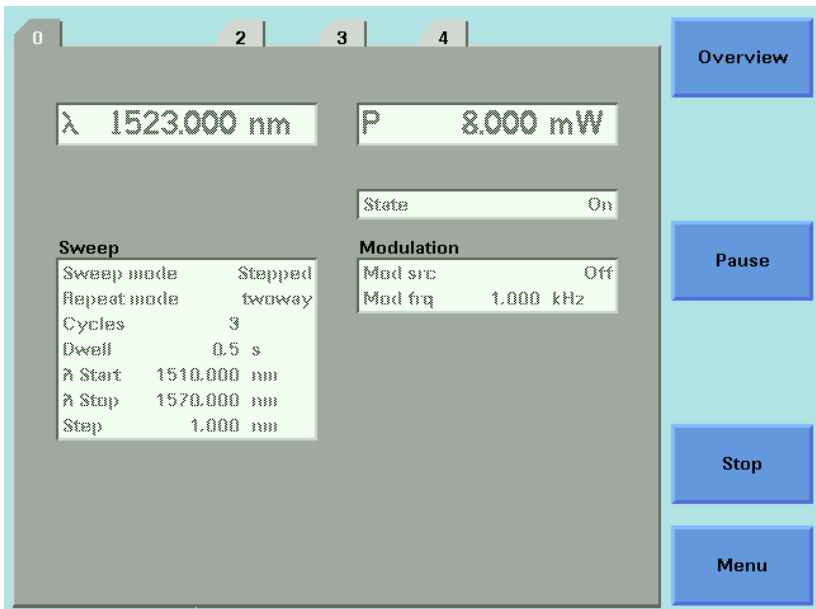 0 2 3 4
Overview
λ 1523.000 nm
P 8.000 mW
State On
Sweep
Sweep mode Stepped
Repeat mode twoway
Cycles 3
Dwell 0.5 s
λ Start 1510.000 nm
λ Stop 1570.000 nm
Step 1.000 nm
Modulation
Mod src Off
Mod frq 1.000 kHz
Pause
Stop
Menu